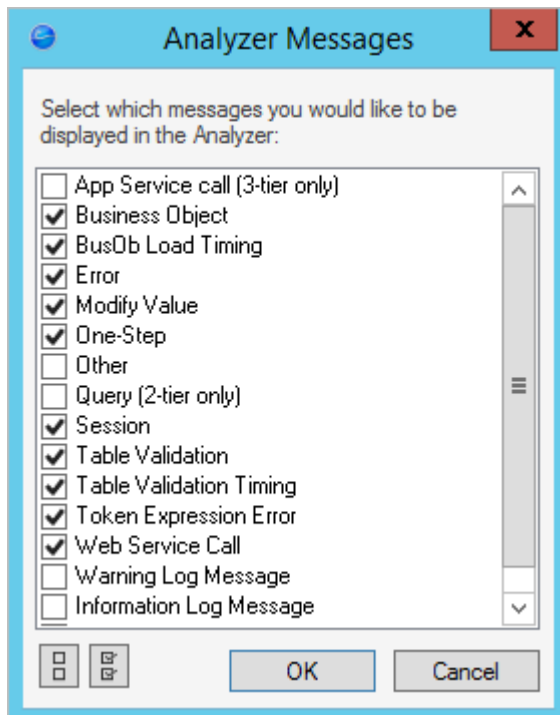 Analyzer Messages
x
Select which messages you would like to be
displayed in the Analyzer:
App Service call (3-tier only)
Business Object
BusOb Load Timing
Error
Modify Value
One-Step
Other
Query (2-tier only)
Session
Table Validation
Table Validation Timing
Token Expression Error
Web Service Call
Warning Log Message
Information Log Message
OK
Cancel